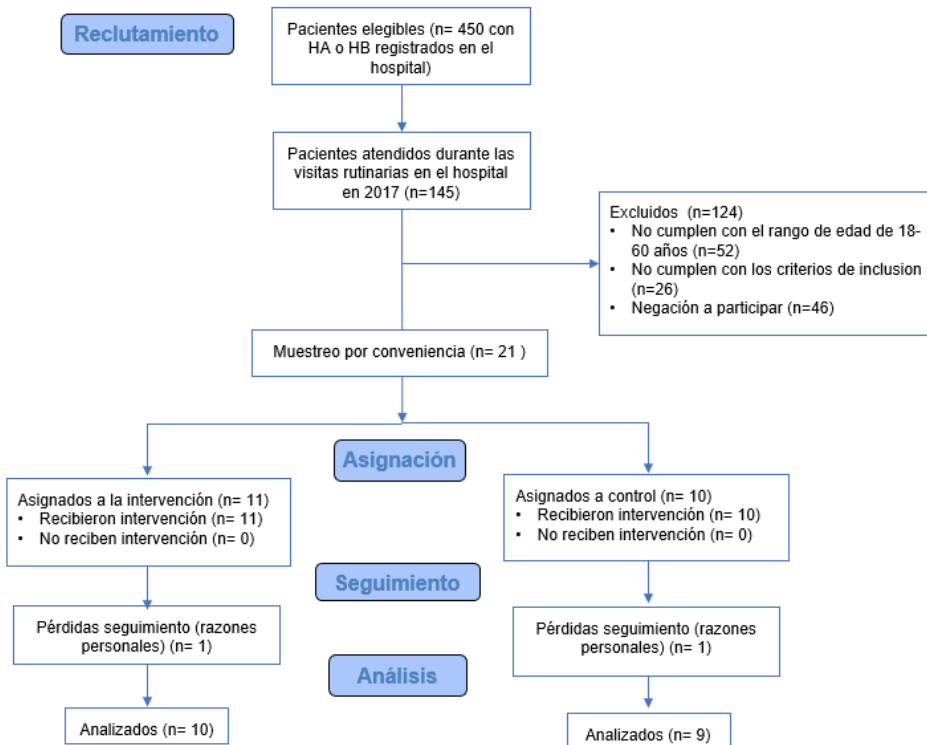 Reclutamiento
Pacientes elegibles (n= 450 con
HA o HB registrados en el
hospital)
Pacientes atendidos durante las
visitas rutinarias en el hospital
en 2017 (n=145)
Excluidos (n=124)
• No cumplen con el rango de edad de 18-
60 años (n=52)
• No cumplen con los criterios de inclusion
(n=26)
• Negación a participar (n=46)
Muestreo por conveniencia (n= 21 )
Asignación
Asignados a la intervención (n= 11)
• Recibieron intervención (n= 11)
• No reciben intervención (n= 0)
Asignados a control (n= 10)
• Recibieron intervención (n= 10)
• No reciben intervención (n= 0)
Seguimiento
Pérdidas seguimiento (razones
personales) (n= 1)
Pérdidas seguimiento (razones
personales) (n= 1)
Análisis
Analizados (n= 10)
Analizados (n= 9)